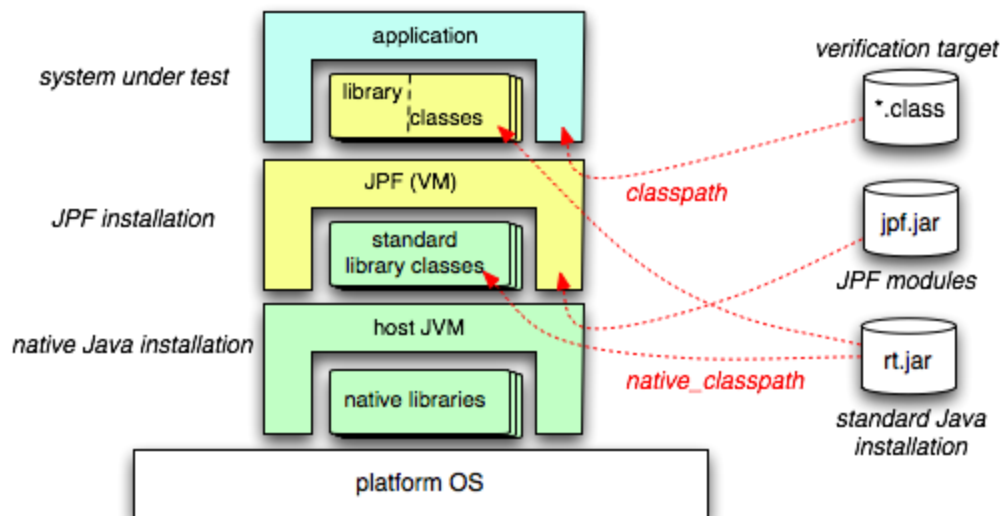 application
verification target
system under test
library
classes
*.class
JPF (VM)
classpath
JPF installation
standard
library classes
jpf.jar
JPF modules
host JVM
native Java installation
native_classpath
rt.jar
native libraries
standard Java
installation
platform OS